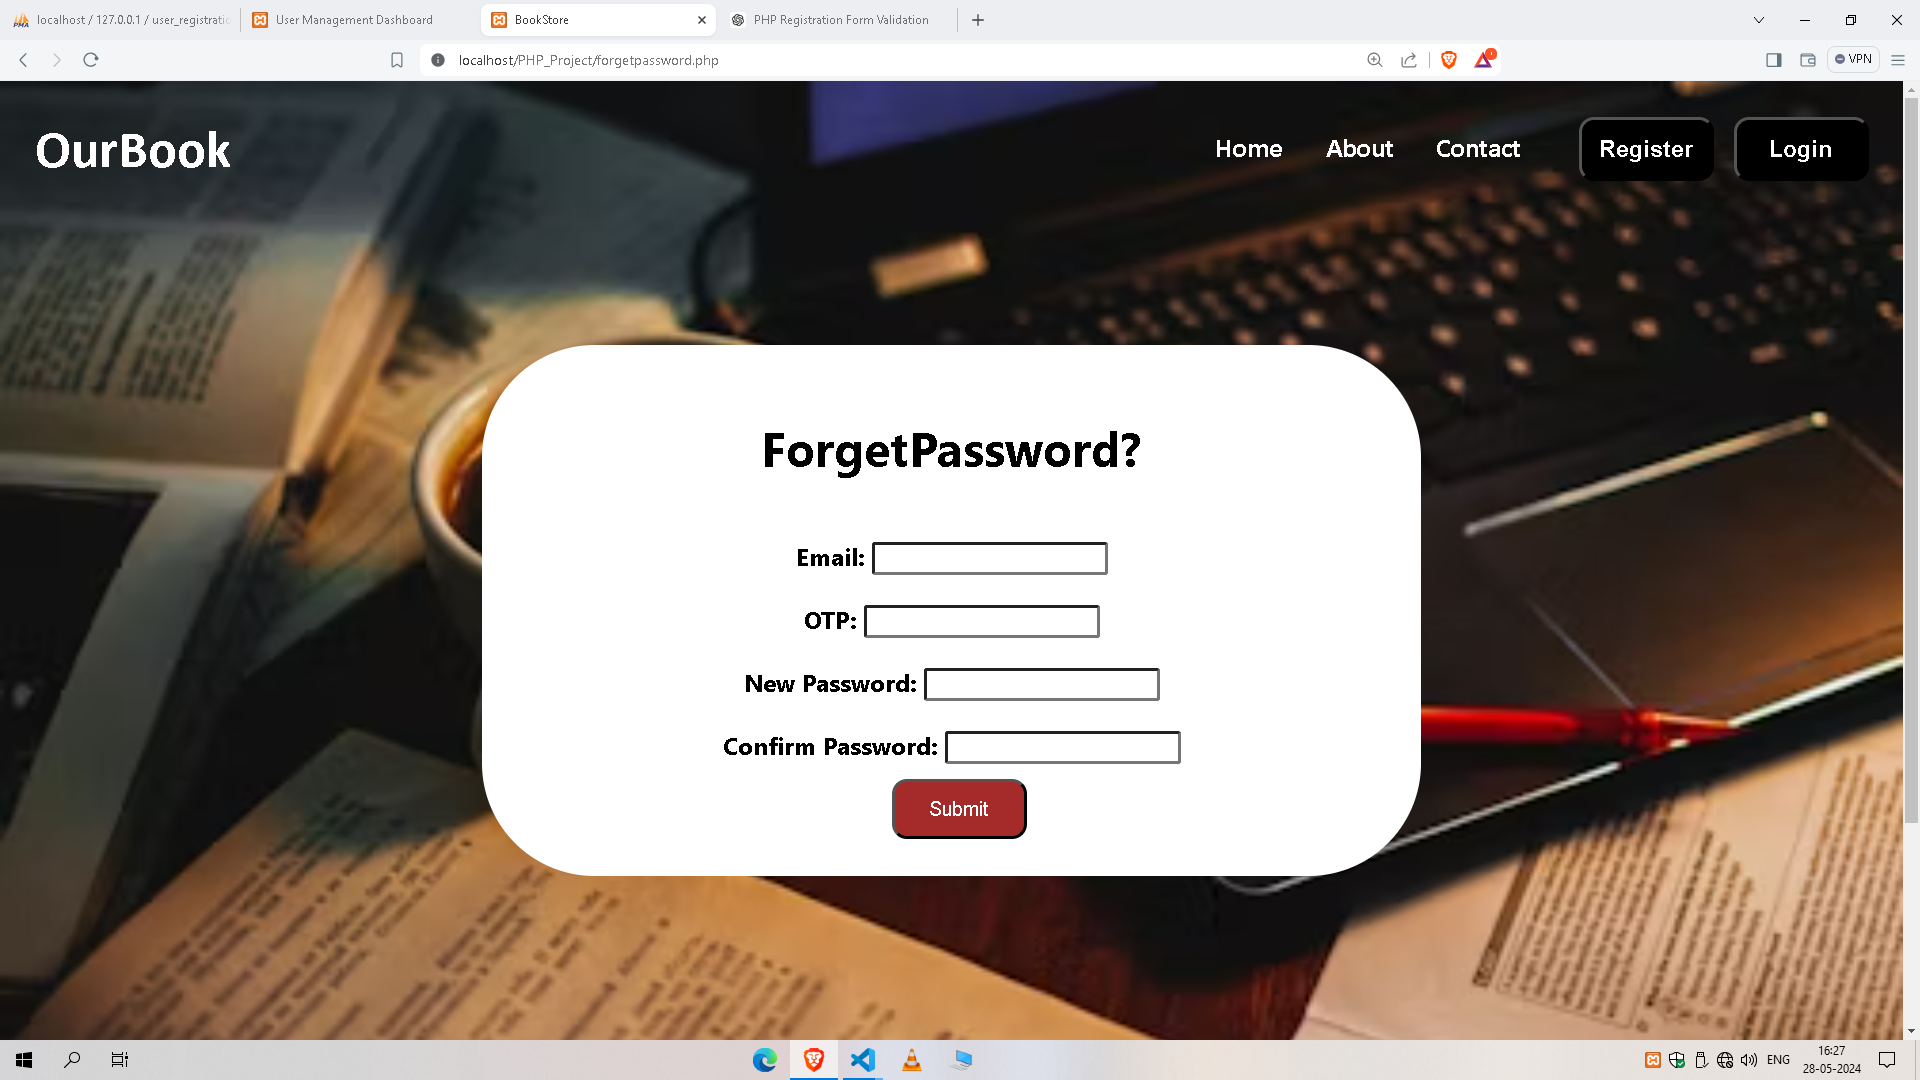 localhost / 127.0.0.1 / user_registratio
User Management Dashboard
BookStore
PHP Registration Form Validation
localhost/PHP_Project/forgetpassword.php
VPN
OurBook
Home
About
Contact
Register
Login
ForgetPassword?
Email:
OTP:
New Password:
Confirm Password:
Submit
ENG
16:27
28-05-2024